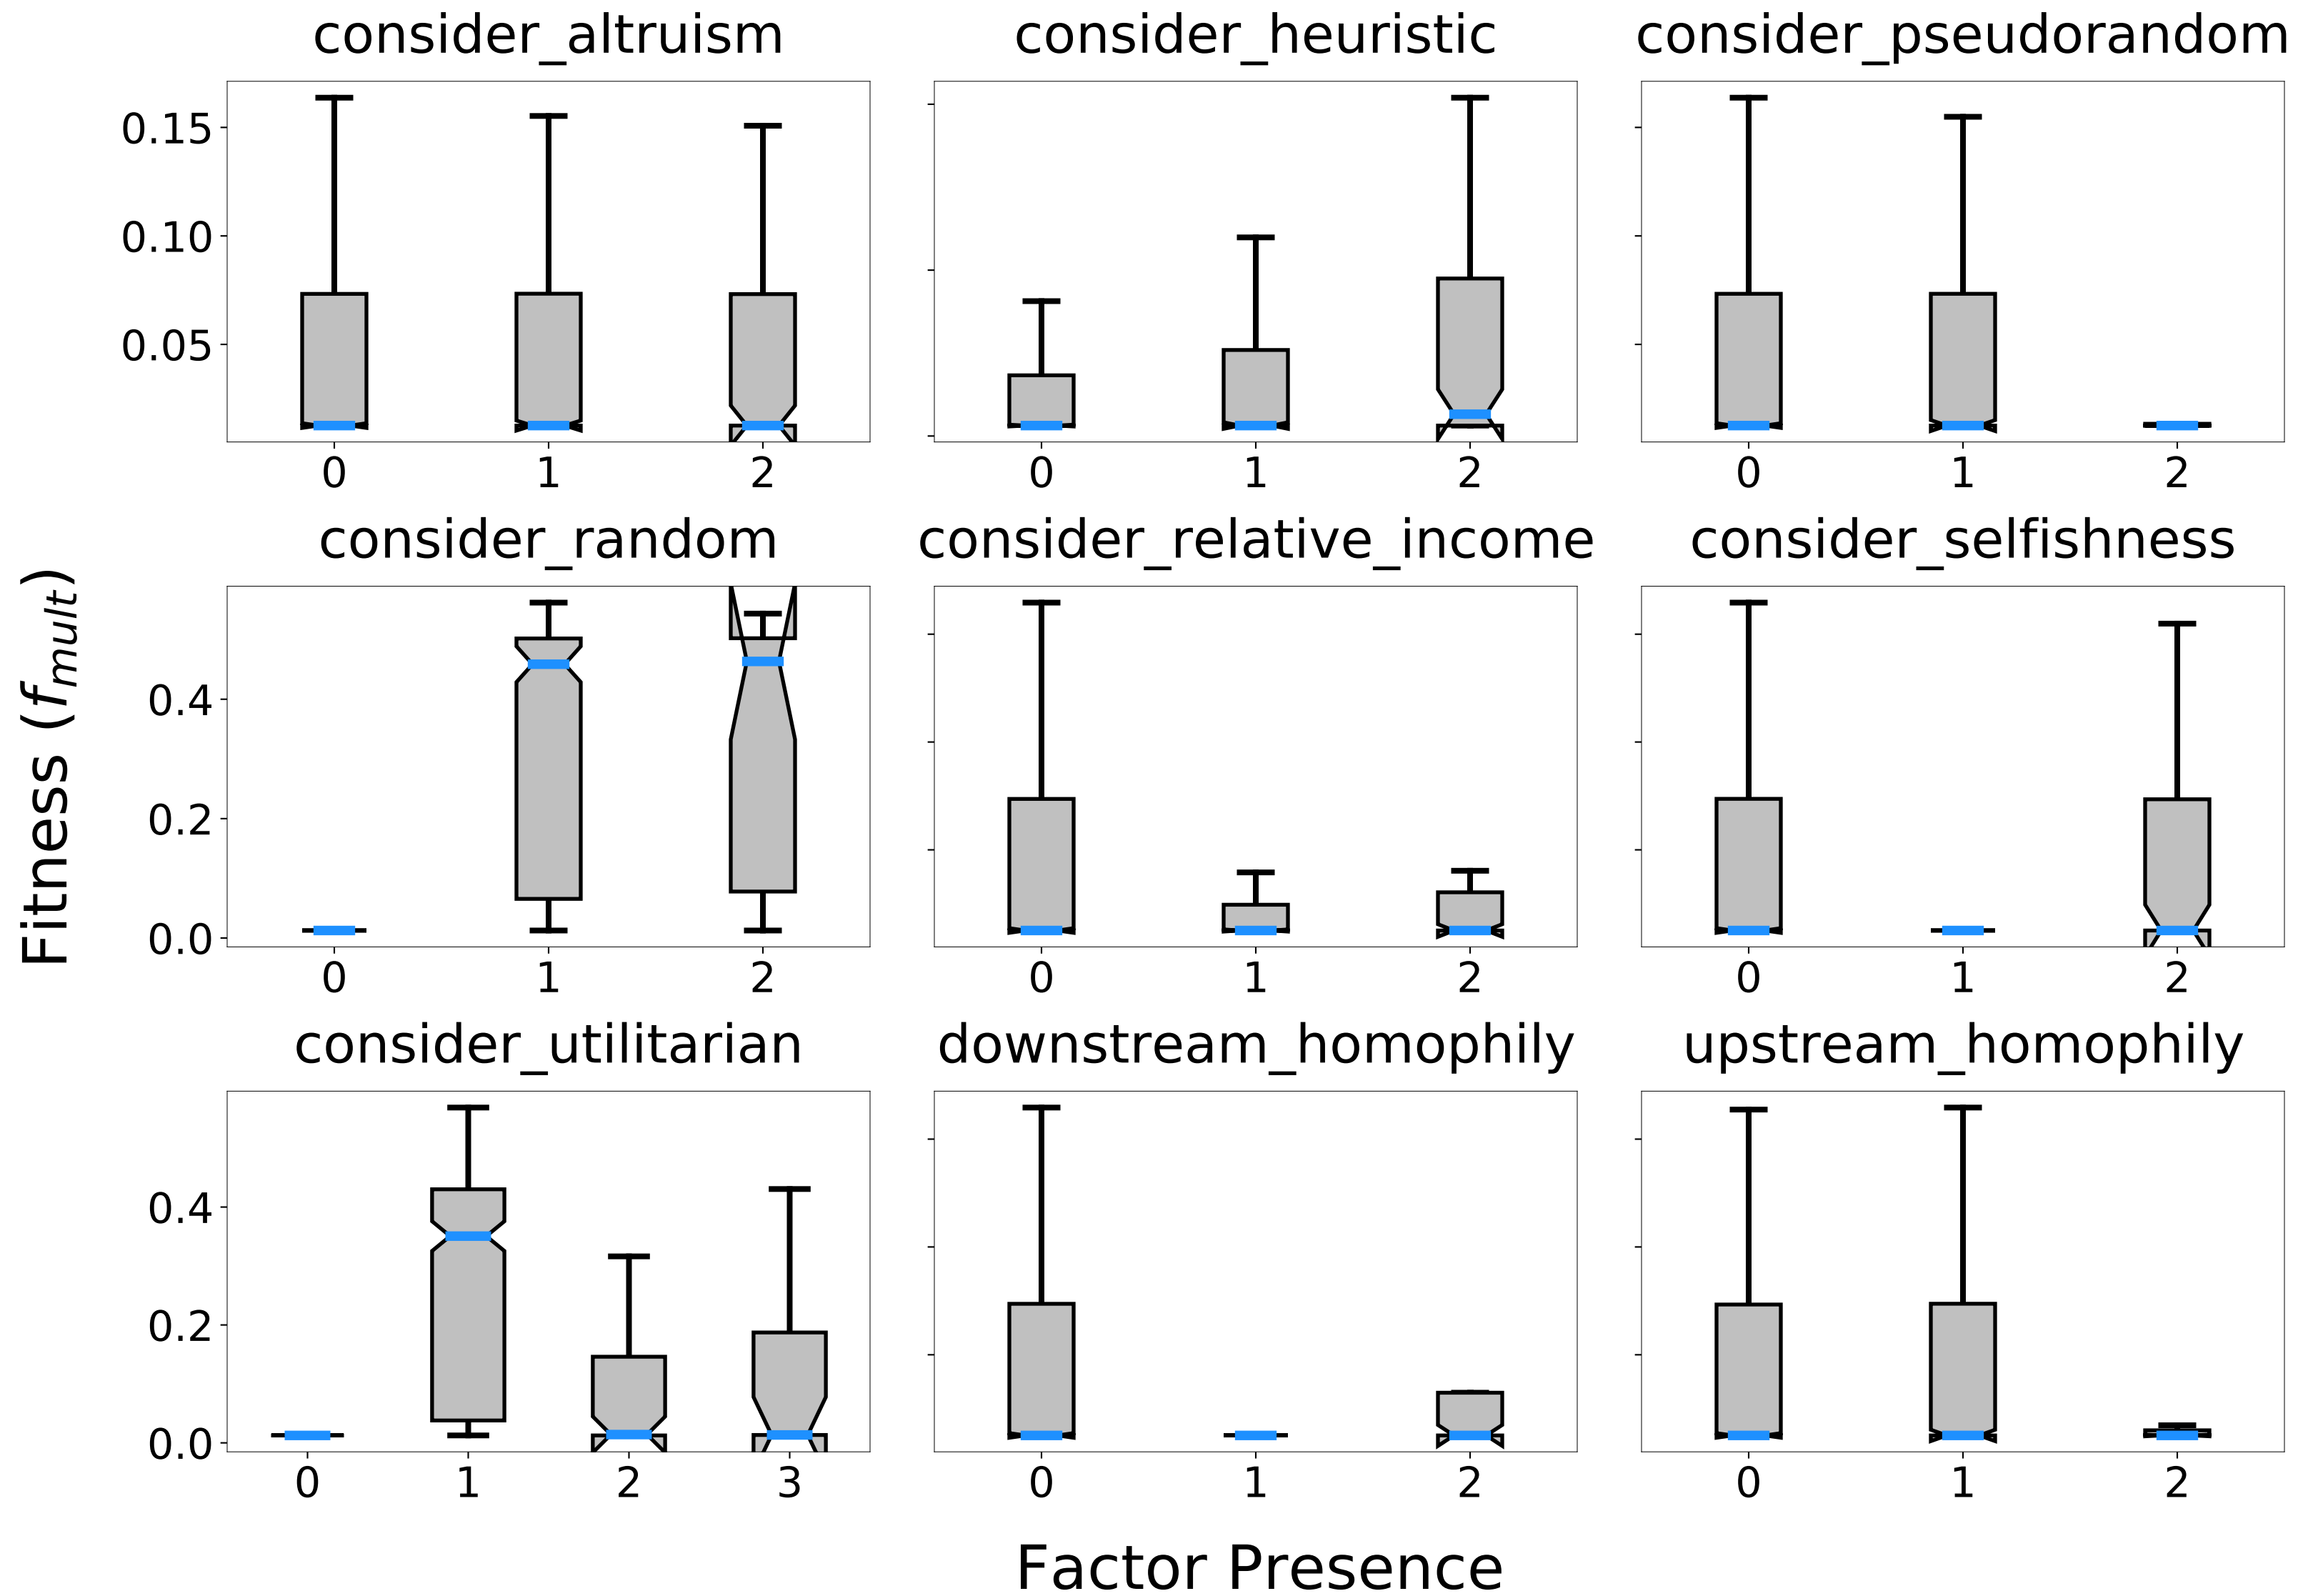 consider_altruism
consider_heuristic
consider_pseudorandom
0.15
0.10
0.05
0 1 2
0 1 2
0 1 2
consider_random
consider_relative_income
consider_selfishness
Fitness (f_mult)
0.4
0.2
0.0
0 1 2
0 1 2
0 1 2
consider_utilitarian
downstream_homophily
upstream_homophily
0.4
0.2
0.0
0 1 2 3
0 1 2
0 1 2
Factor Presence